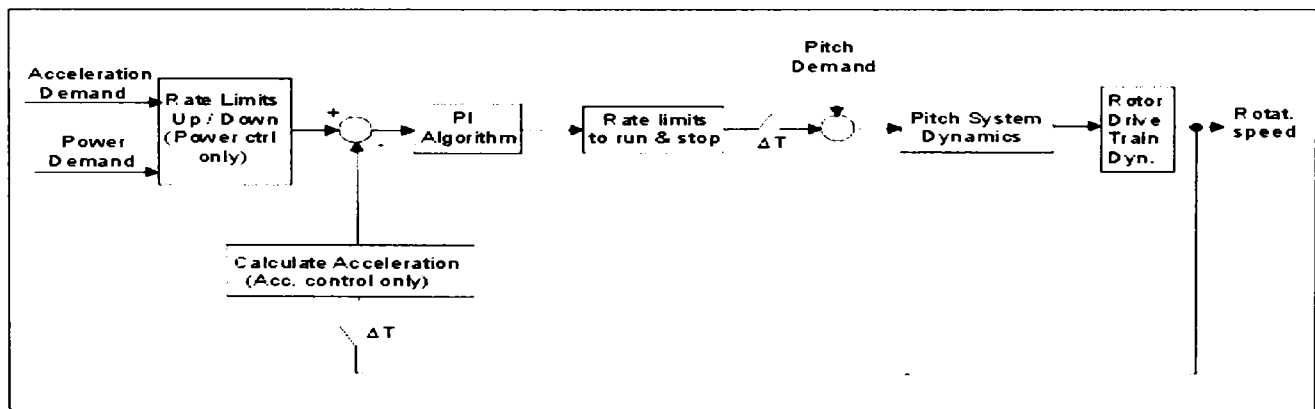 Acceleration
Demand
Power
Demand
Rate Limits
Up / Down
(Power ctrl
only)
+
-
PI
Algorithm
Rate limits
to run & stop
ΔT
Pitch
Demand
Pitch System
Dynamics
Rotor
Drive
Train
Dyn.
Rotat.
speed
Calculate Acceleration
(Acc. control only)
ΔT